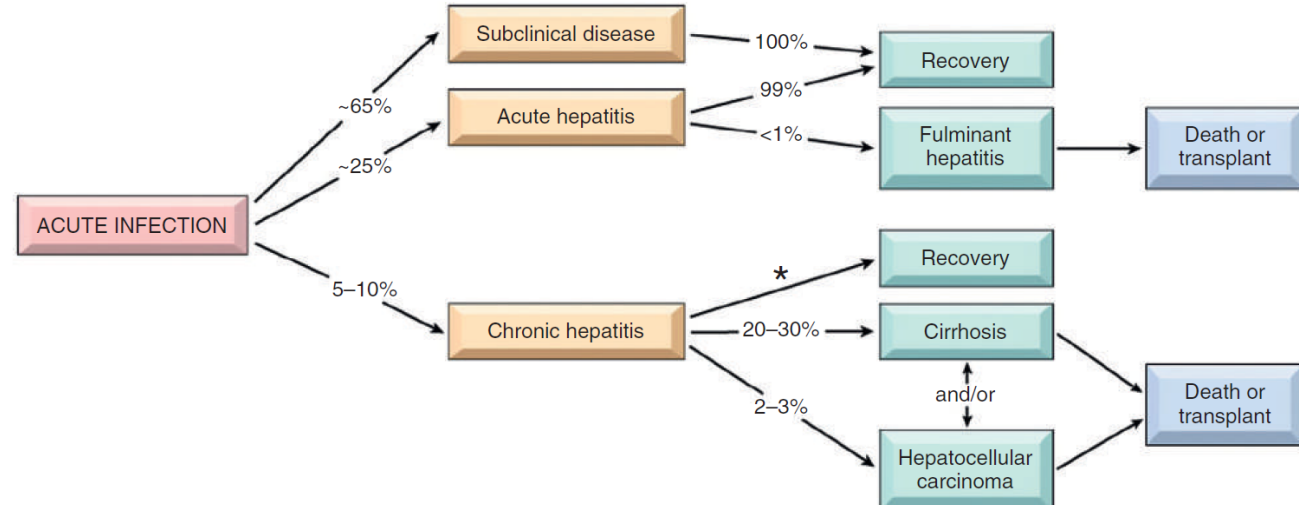 Subclinical disease
100%
Recovery
~65%
99%
Acute hepatitis
<1%
Fulminant
hepatitis
Death or
transplant
~25%
ACUTE INFECTION
5–10%
*
Recovery
Chronic hepatitis
20–30%
Cirrhosis
and/or
2–3%
Death or
transplant
Hepatocellular
carcinoma